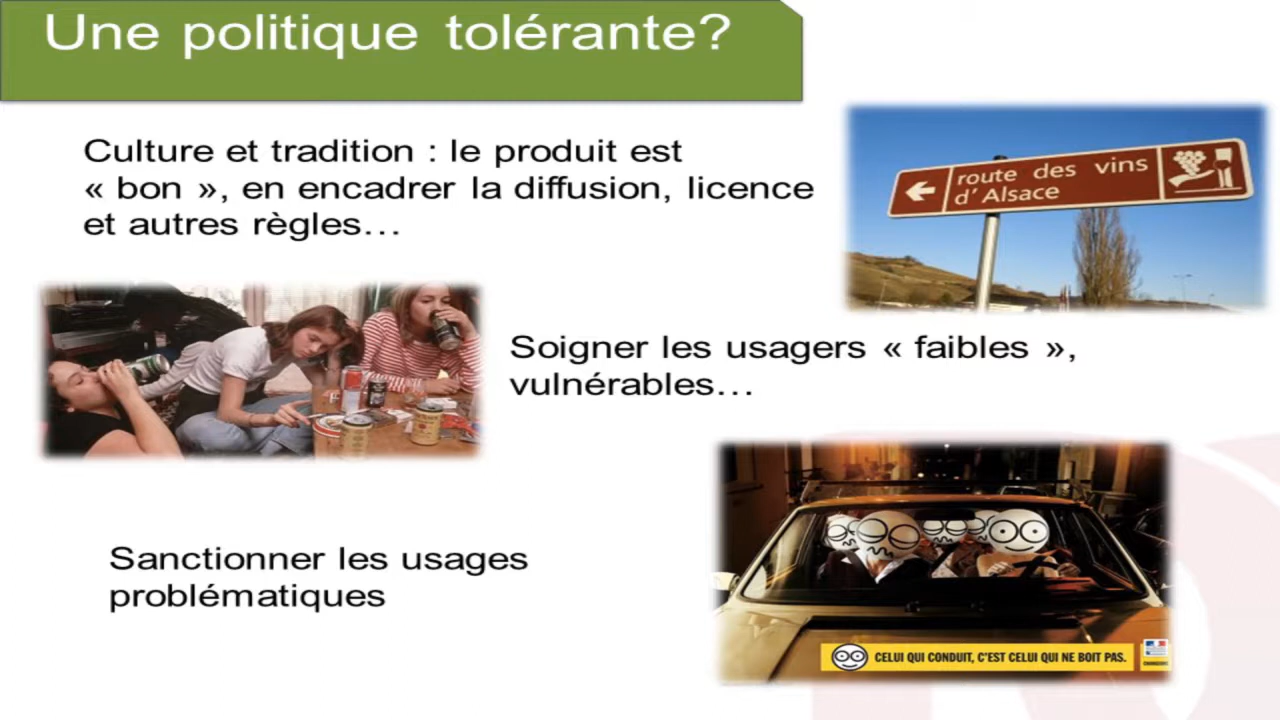 Une politique tolérante?
Culture et tradition : le produit est
« bon », en encadrer la diffusion, licence
et autres règles…
route des vins
d' Alsace
Soigner les usagers « faibles »,
vulnérables…
Sanctionner les usages
problématiques
CELUI QUI CONDUIT, C'EST CELUI QUI NE BOIT PAS.